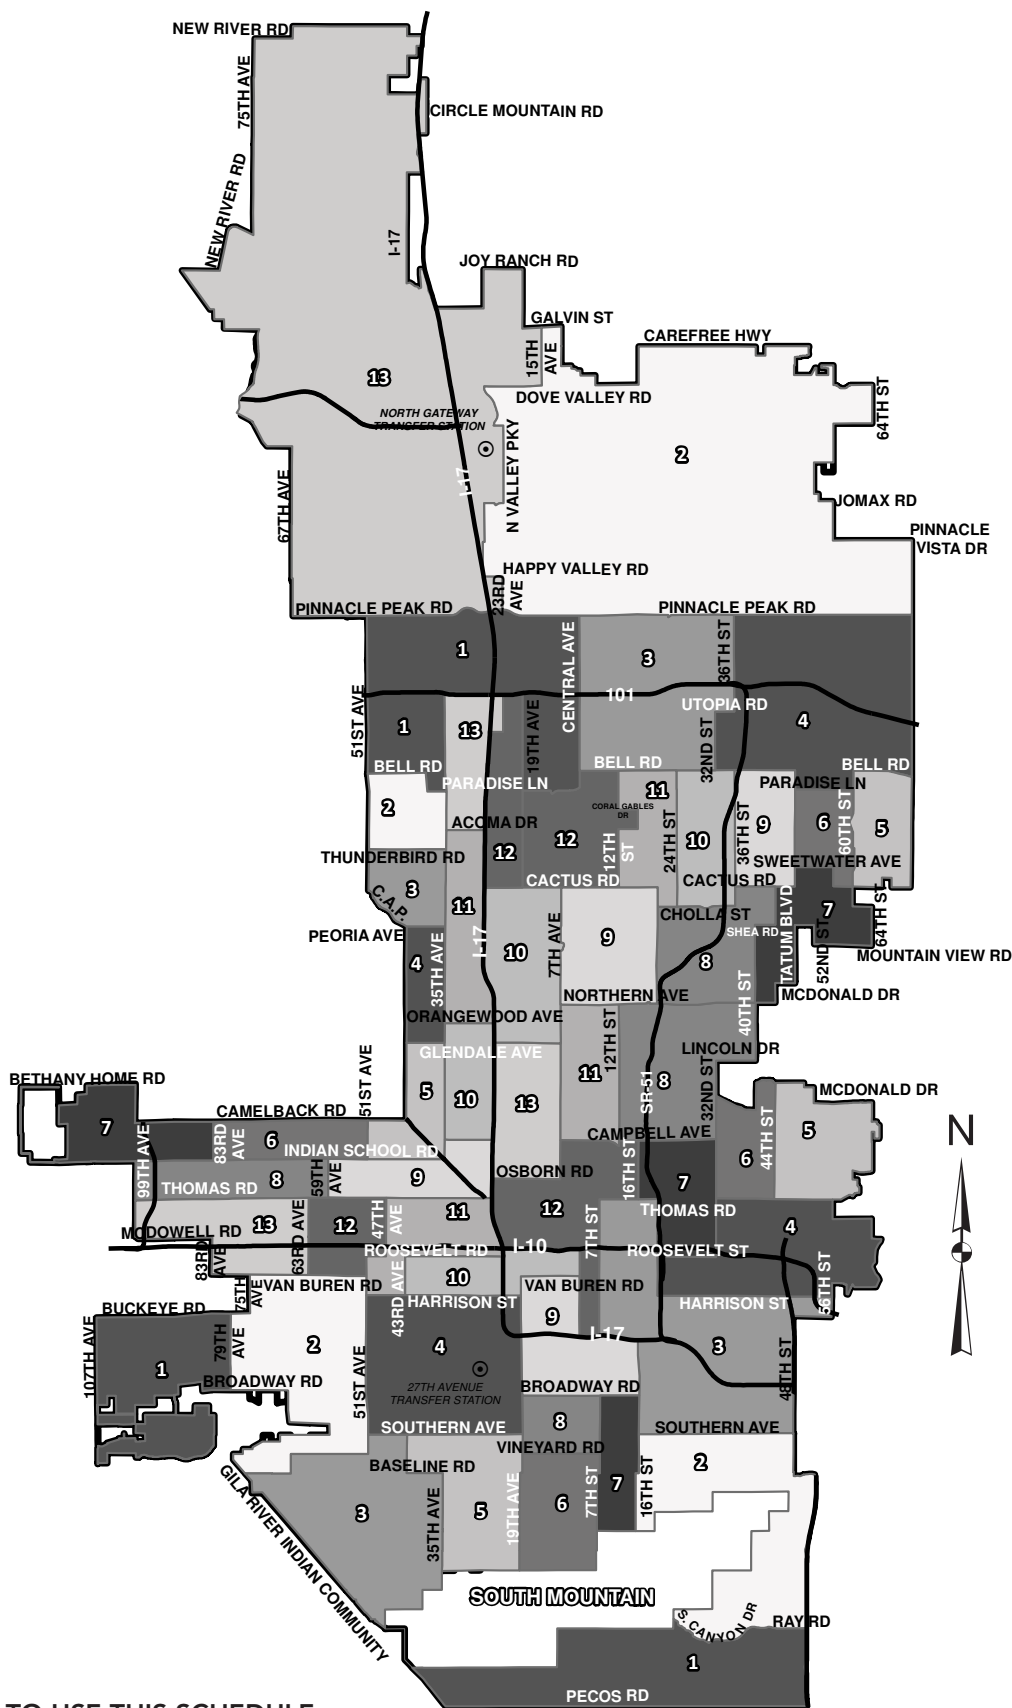 NEW RIVER RD
75TH AVE
CIRCLE MOUNTAIN RD
NEW RIVER RD
I-17
JOY RANCH RD
GALVIN ST
15TH
AVE
CAREFREE HWY
13
NORTH GATEWAY
TRANSFER STATION
DOVE VALLEY RD
64TH ST
2
I-17
N VALLEY PKY
67TH AVE
JOMAX RD
PINNACLE
VISTA DR
HAPPY VALLEY RD
23RD
AVE
PINNACLE PEAK RD
PINNACLE PEAK RD
1
CENTRAL AVE
3
36TH ST
101
UTOPIA RD
4
51ST AVE
1
13
19TH AVE
32ND ST
BELL RD
BELL RD
BELL RD
PARADISE LN
PARADISE LN
2
11
CORAL GABLES
DR
ACOMA DR
12
12
12TH
ST
24TH ST
10
36TH ST
9
6
60TH ST
5
THUNDERBIRD RD
SWEETWATER AVE
CACTUS RD
CACTUS RD
3
C.A.P.
11
CHOLLA ST
TATUM BLVD
7
64TH ST
PEORIA AVE
35TH AVE
I-17
10
7TH AVE
9
SHEA RD
52ND ST
MOUNTAIN VIEW RD
4
8
NORTHERN AVE
40TH ST
MCDONALD DR
ORANGEWOOD AVE
12TH ST
GLENDALE AVE
LINCOLN DR
51ST AVE
11
8
32ND ST
BETHANY HOME RD
5
10
13
SR-51
MCDONALD DR
CAMELBACK RD
7
83RD
AVE
6
44TH ST
5
CAMPBELL AVE
INDIAN SCHOOL RD
99TH AVE
59TH
AVE
OSBORN RD
16TH ST
6
THOMAS RD
8
9
7
47TH
AVE
11
12
7TH ST
THOMAS RD
MCDOWELL RD
13
63RD AVE
12
4
83RD
AVE
ROOSEVELT RD
I-10
ROOSEVELT ST
56TH ST
75TH
AVE
VAN BUREN RD
43RD AVE
10
VAN BUREN RD
BUCKEYE RD
HARRISON ST
HARRISON ST
9
107TH AVE
79TH
AVE
2
4
I-17
3
48TH ST
1
51ST AVE
BROADWAY RD
27TH AVENUE
TRANSFER STATION
BROADWAY RD
SOUTHERN AVE
8
SOUTHERN AVE
VINEYARD RD
BASELINE RD
2
GILA RIVER INDIAN COMMUNITY
3
35TH AVE
5
19TH AVE
6
7TH ST
7
16TH ST
SOUTH MOUNTAIN
S. CANYON DR
RAY RD
1
PECOS RD
N
TO USE THIS SCHEDULE